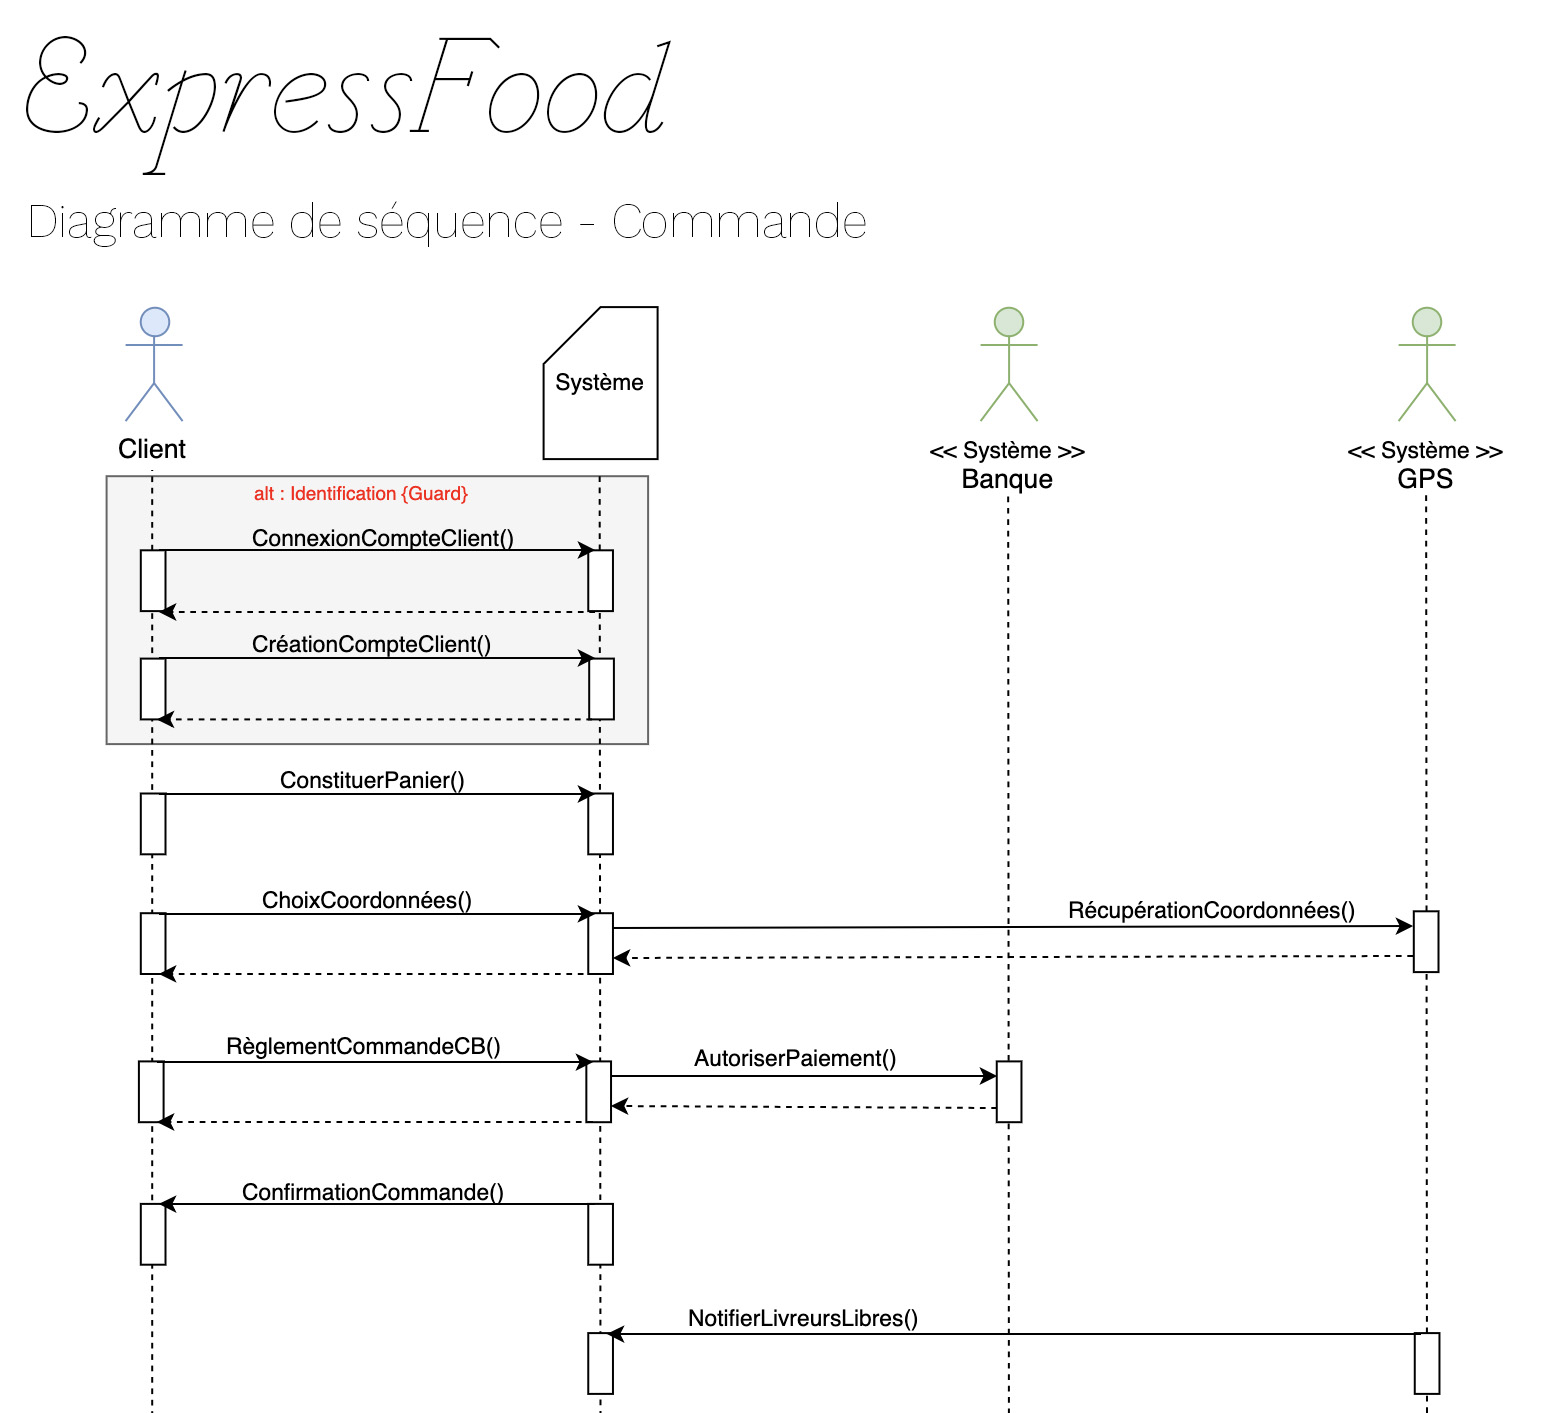 ExpressFood
Diagramme de séquence - Commande
Système
Client
<< Système >>
Banque
<< Système >>
GPS
alt : Identification {Guard}
ConnexionCompteClient()
CréationCompteClient()
ConstituerPanier()
ChoixCoordonnées()
RécupérationCoordonnées()
RèglementCommandeCB()
AutoriserPaiement()
ConfirmationCommande()
NotifierLivreursLibres()